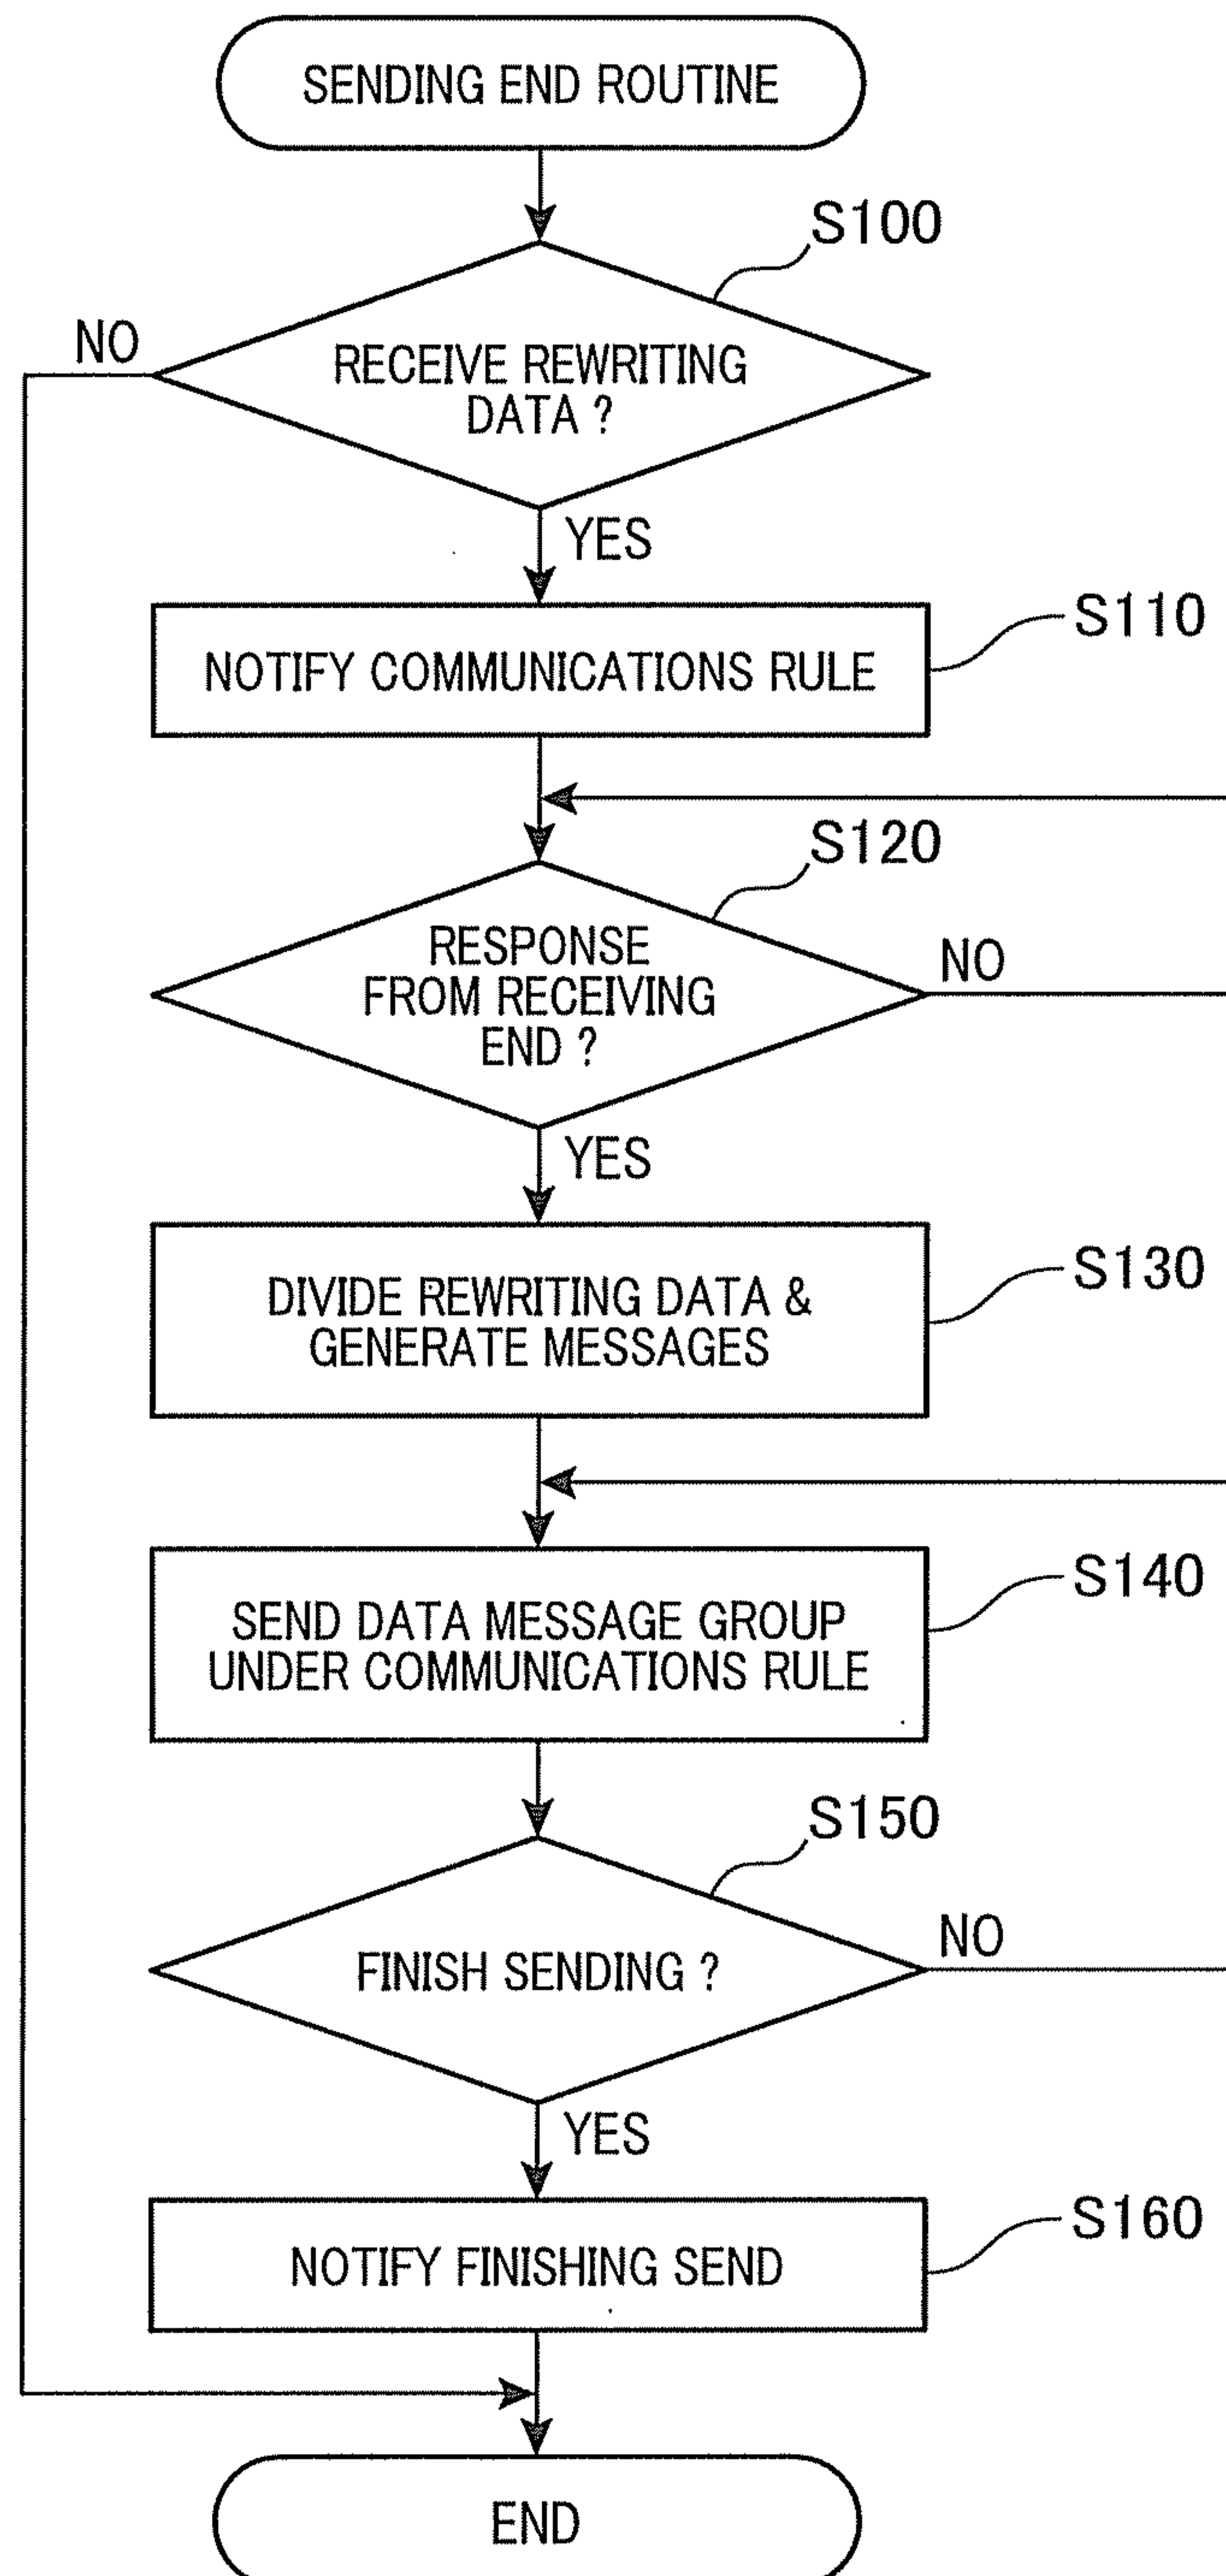 SENDING END ROUTINE
S100
NO
RECEIVE REWRITING
DATA ?
YES
S110
NOTIFY COMMUNICATIONS RULE
S120
RESPONSE
FROM RECEIVING
END ?
NO
YES
S130
DIVIDE REWRITING DATA &
GENERATE MESSAGES
S140
SEND DATA MESSAGE GROUP
UNDER COMMUNICATIONS RULE
S150
NO
FINISH SENDING ?
YES
S160
NOTIFY FINISHING SEND
END